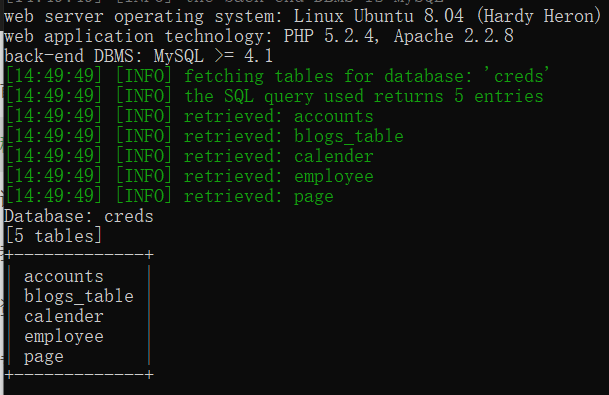 web server operating system: Linux Ubuntu 8.04 (Hardy Heron)
web application technology: PHP 5.2.4, Apache 2.2.8
back-end DBMS: MySQL >= 4.1
[14:49:49] [INFO] fetching tables for database: 'creds'
[14:49:49] [INFO] the SQL query used returns 5 entries
[14:49:49] [INFO] retrieved: accounts
[14:49:49] [INFO] retrieved: blogs_table
[14:49:49] [INFO] retrieved: calender
[14:49:49] [INFO] retrieved: employee
[14:49:49] [INFO] retrieved: page
Database: creds
[5 tables]
+-------------+
| accounts    |
| blogs_table |
| calender    |
| employee    |
| page        |
+-------------+